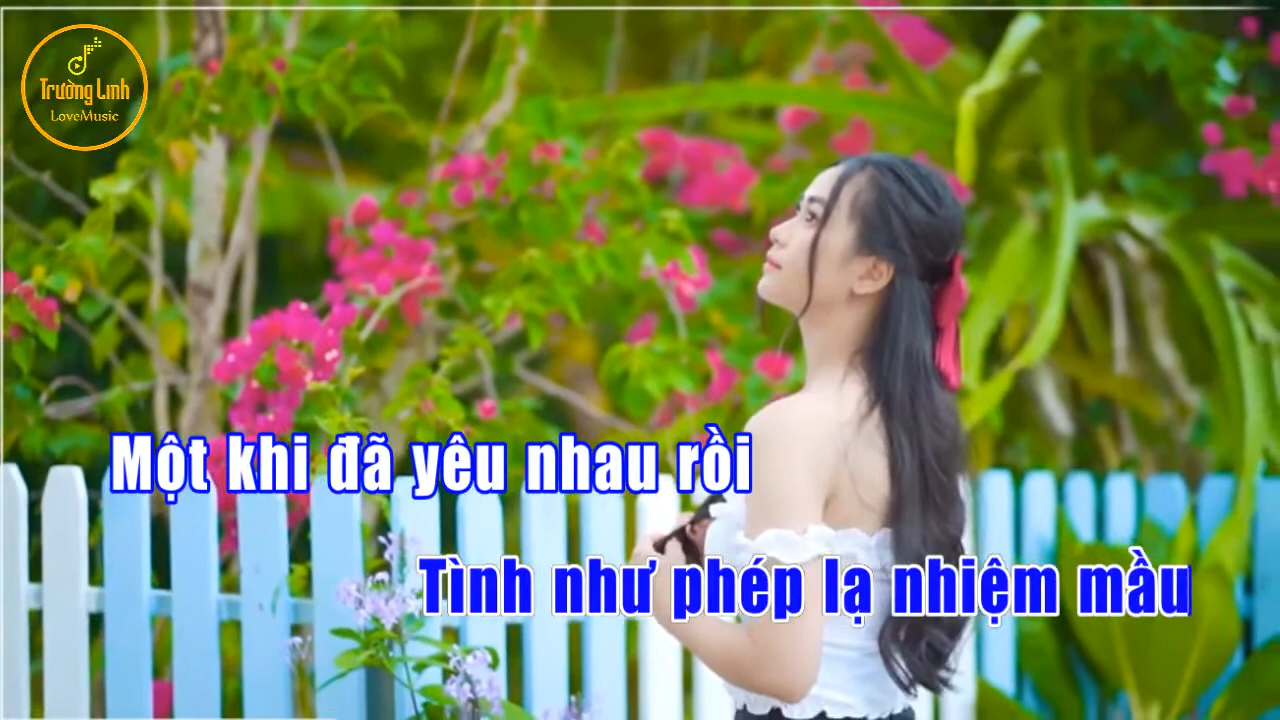 Trường Linh
LoveMusic
Một khi đã yêu nhau rồi
Tình như phép lạ nhiệm mầu